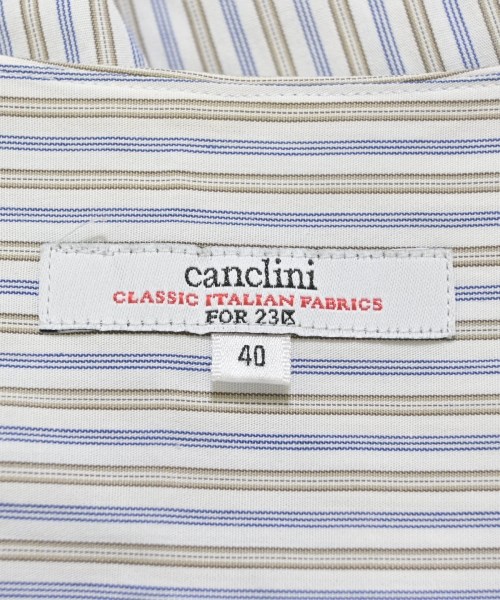 canclini
CLASSIC ITALIAN FABRICS
FOR 23区
40